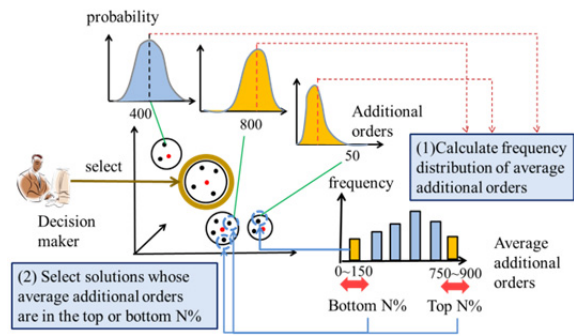 probability
400
800
Additional
orders
50
select
Decision
maker
(1)Calculate frequency
distribution of average
additional orders
frequency
Average
additional
orders
0~150
750~900
Bottom N%
Top N%
(2) Select solutions whose
average additional orders
are in the top or bottom N%